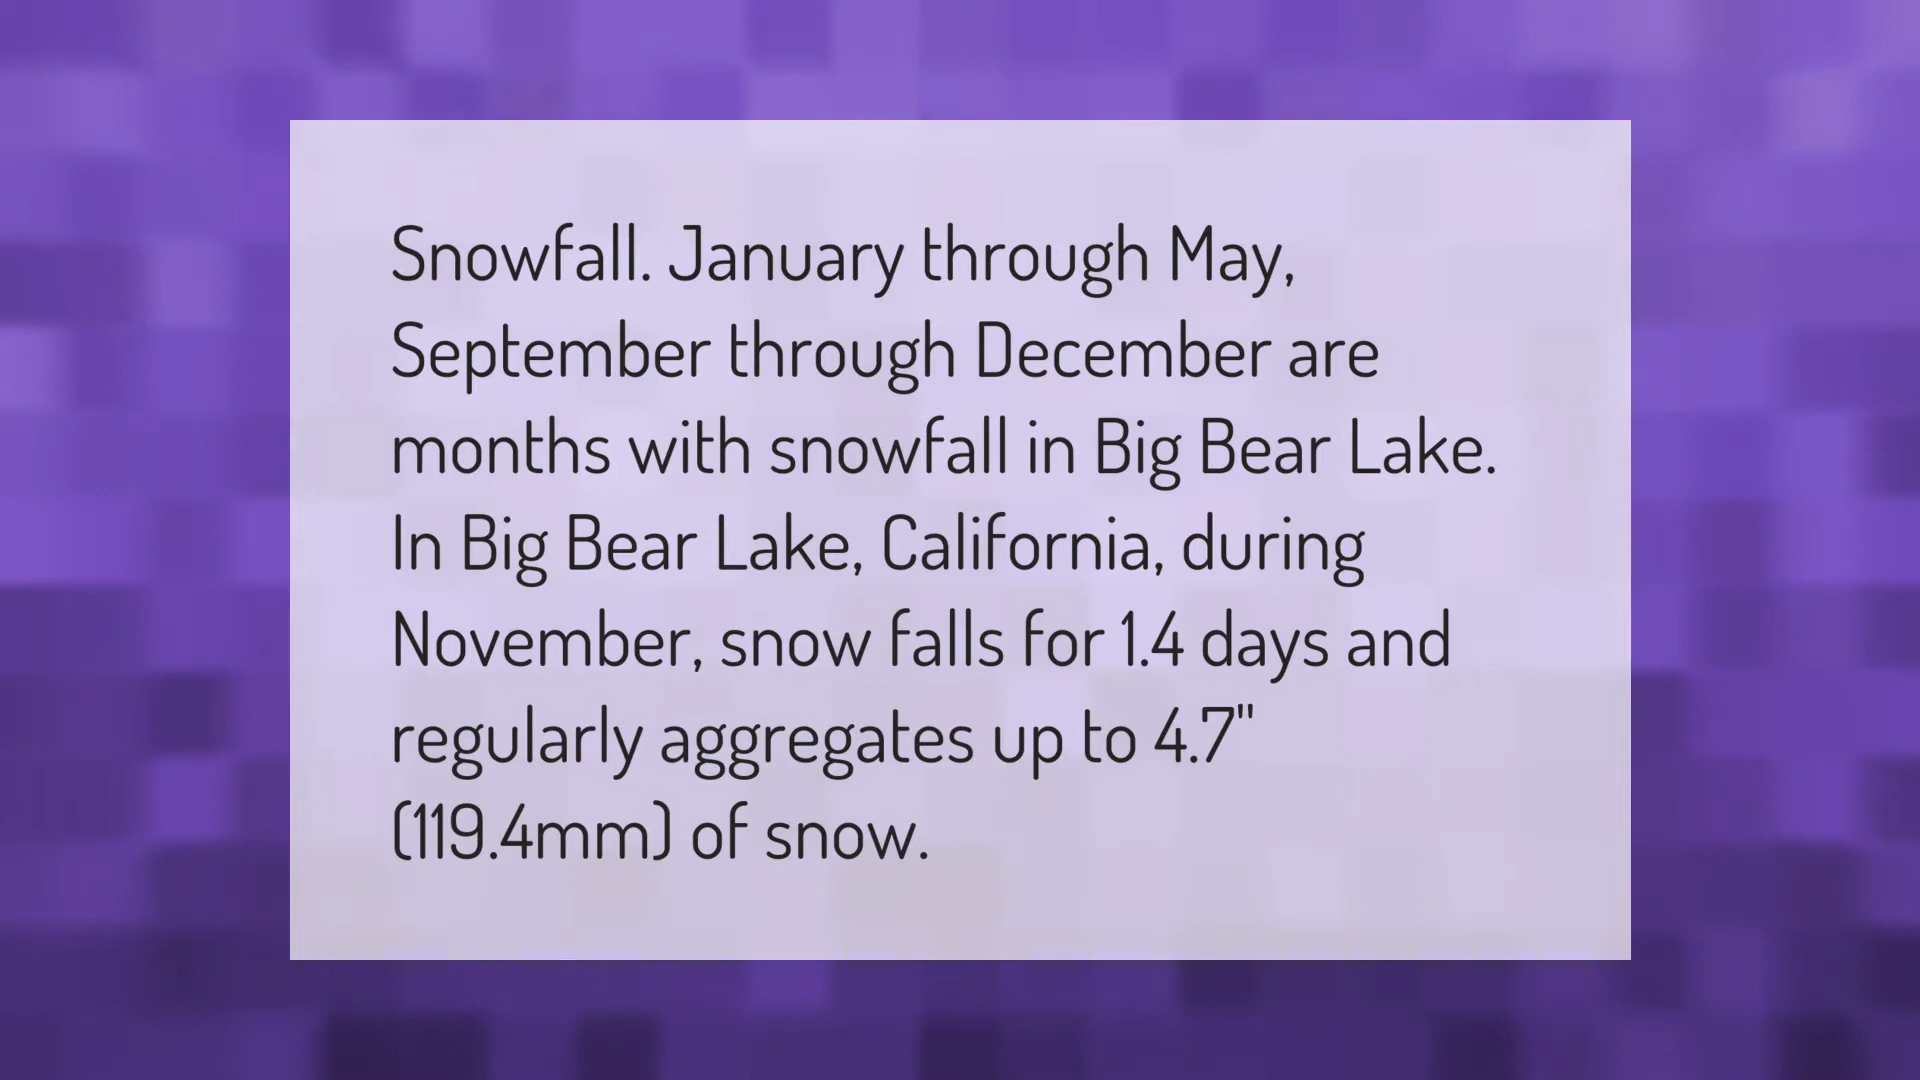 Snowfall. January through May,
September through December are
months with snowfall in Big Bear Lake.
In Big Bear Lake, California, during
November, snow falls for 1.4 days and
regularly aggregates up to 4.7"
(119.4mm) of snow.